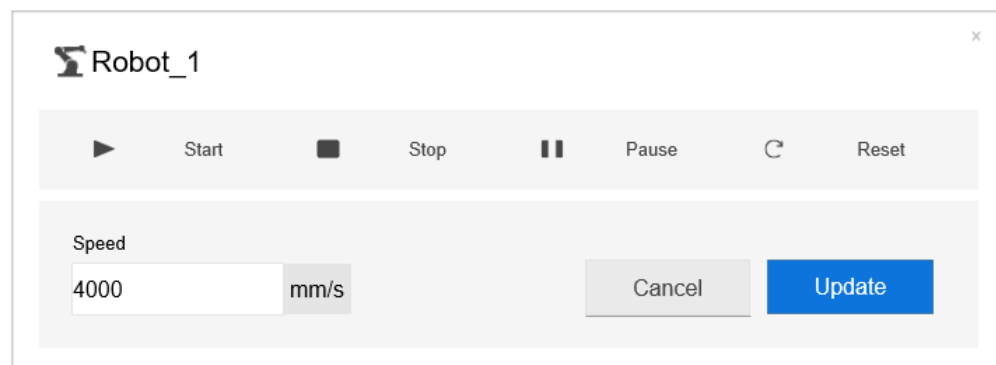 Robot_1
Start Stop Pause Reset
Speed
4000 mm/s
Cancel Update